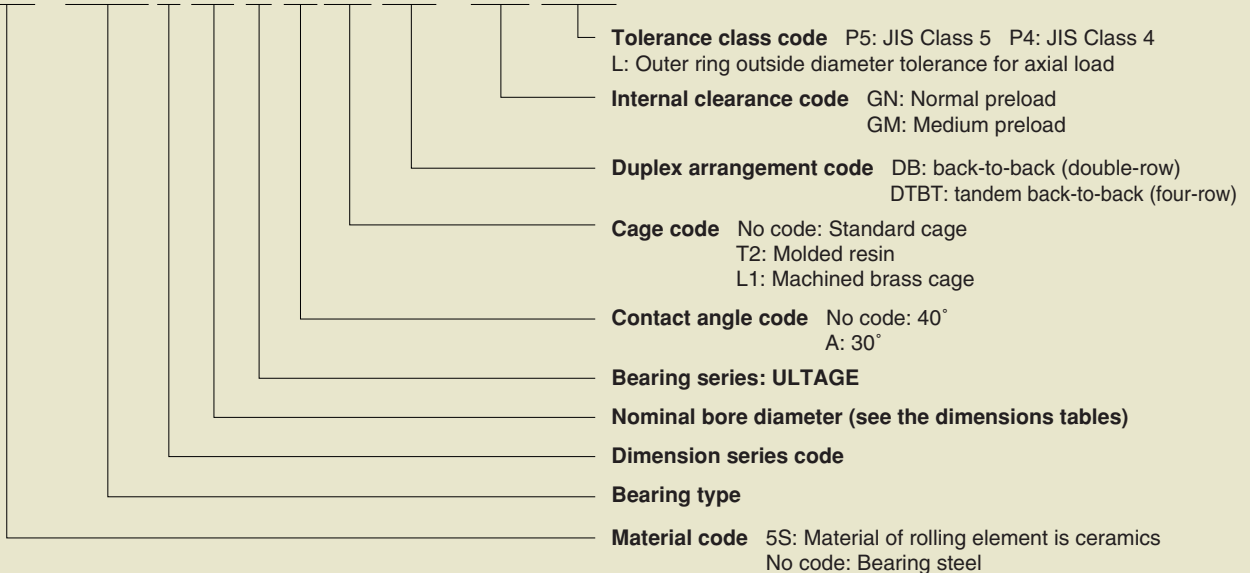 Tolerance class code P5: JIS Class 5 P4: JIS Class 4
L: Outer ring outside diameter tolerance for axial load
Internal clearance code GN: Normal preload
GM: Medium preload
Duplex arrangement code DB: back-to-back (double-row)
DTBT: tandem back-to-back (four-row)
Cage code No code: Standard cage
T2: Molded resin
L1: Machined brass cage
Contact angle code No code: 40˚
A: 30˚
Bearing series: ULTAGE
Nominal bore diameter (see the dimensions tables)
Dimension series code
Bearing type
Material code 5S: Material of rolling element is ceramics
No code: Bearing steel